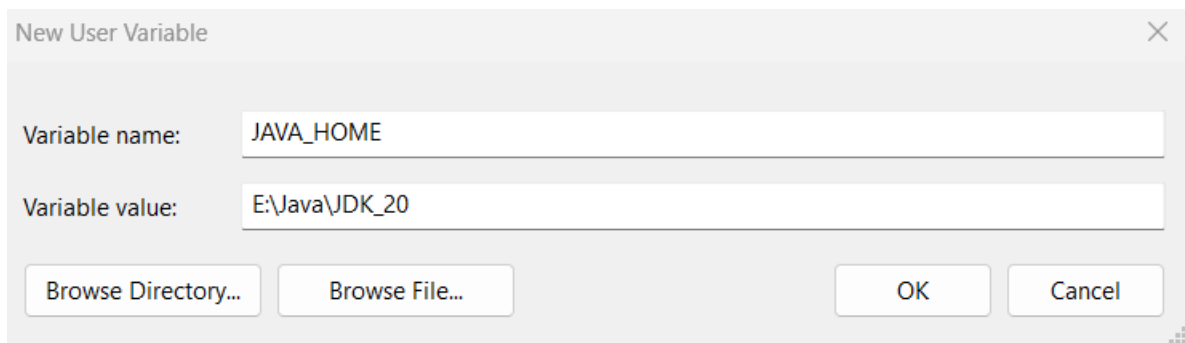 New User Variable
Variable name: JAVA_HOME
Variable value: E:\Java\JDK_20
Browse Directory... Browse File... OK Cancel